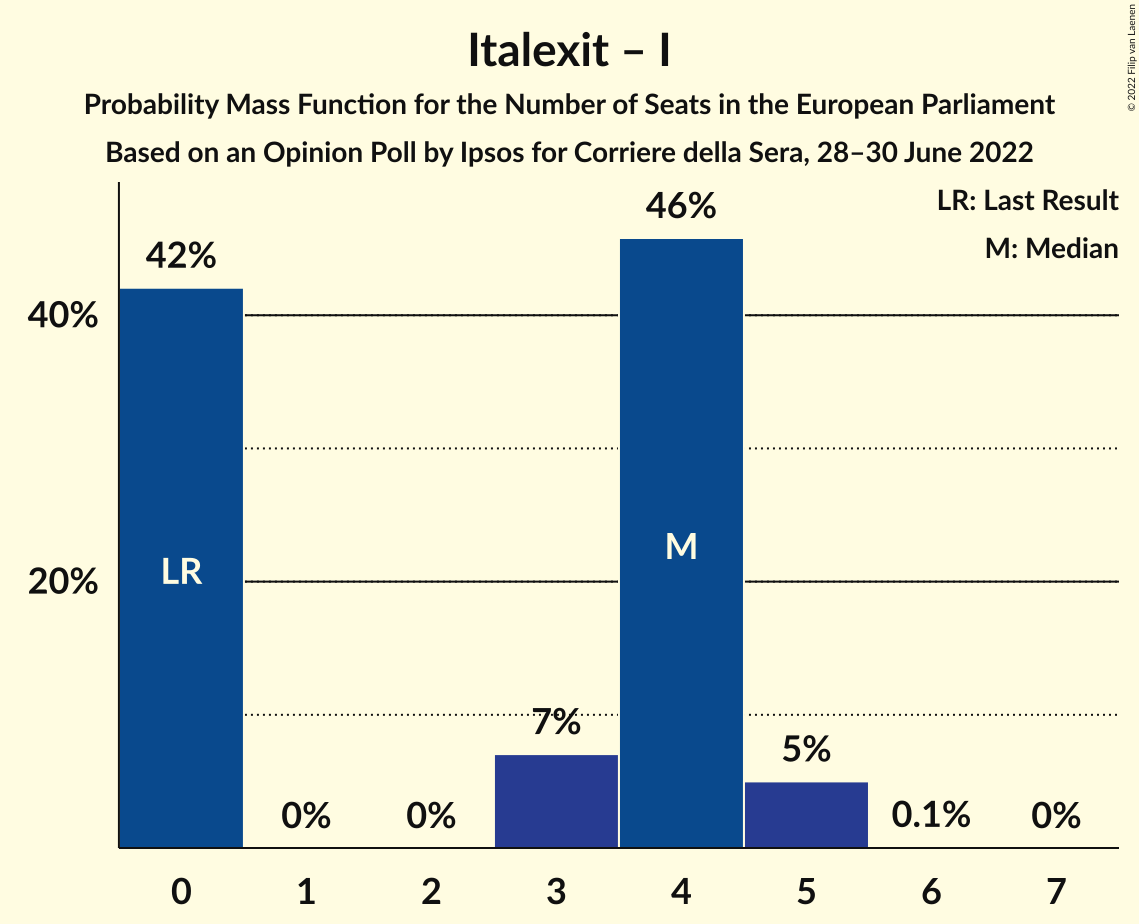 Italexit – I
Probability Mass Function for the Number of Seats in the European Parliament
Based on an Opinion Poll by Ipsos for Corriere della Sera, 28–30 June 2022
© 2022 Filip van Laenen
LR: Last Result
M: Median
40%
20%
42%
0%
0%
7%
46%
5%
0.1%
0%
LR
M
0 1 2 3 4 5 6 7